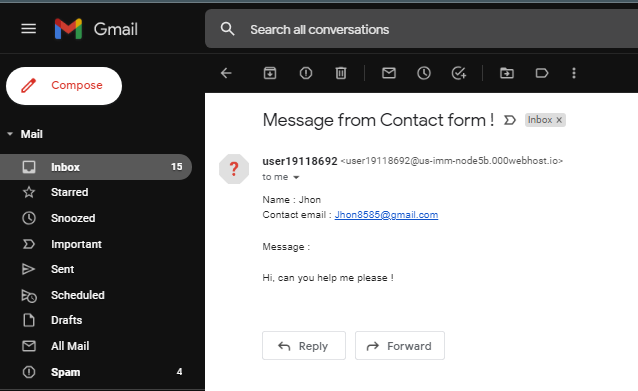 Gmail
Search all conversations
Compose
Mail
Inbox 15
Starred
Snoozed
Important
Sent
Scheduled
Drafts
All Mail
Spam 4
Message from Contact form ! Inbox x
?
user19118692 <user19118692@us-imm-node5b.000webhost.io>
to me
Name : Jhon
Contact email : Jhon8585@gmail.com
Message :
Hi, can you help me please !
Reply Forward